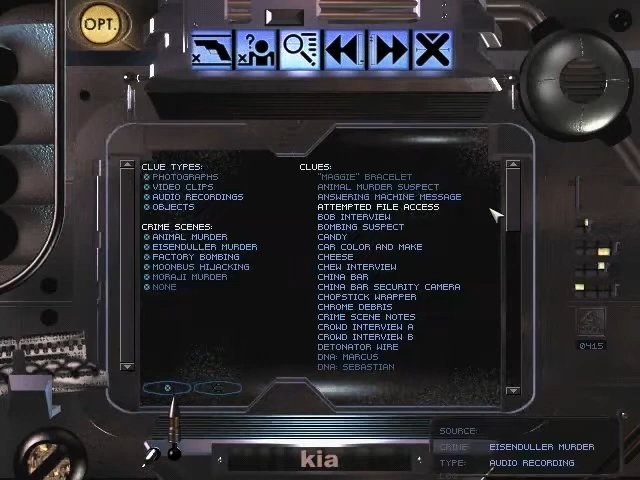 OPT.
?
CLUE TYPES:
PHOTOGRAPHS
VIDEO CLIPS
AUDIO RECORDINGS
OBJECTS
CRIME SCENES:
ANIMAL MURDER
EISENDULLER MURDER
FACTORY BOMBING
MOONBUS HIJACKING
MORAJI MURDER
NONE
CLUES:
"MAGGIE" BRACELET
ANIMAL MURDER SUSPECT
ANSWERING MACHINE MESSAGE
ATTEMPTED FILE ACCESS
BOB INTERVIEW
BOMBING SUSPECT
CANDY
CAR COLOR AND MAKE
CHEESE
CHEW INTERVIEW
CHINA BAR
CHINA BAR SECURITY CAMERA
CHOPSTICK WRAPPER
CHROME DEBRIS
CRIME SCENE NOTES
CROWD INTERVIEW A
CROWD INTERVIEW B
DETONATOR WIRE
DNA: MARCUS
DNA: SEBASTIAN
0415
kia
SOURCE:
CRIME: EISENDULLER MURDER
TYPE: AUDIO RECORDING